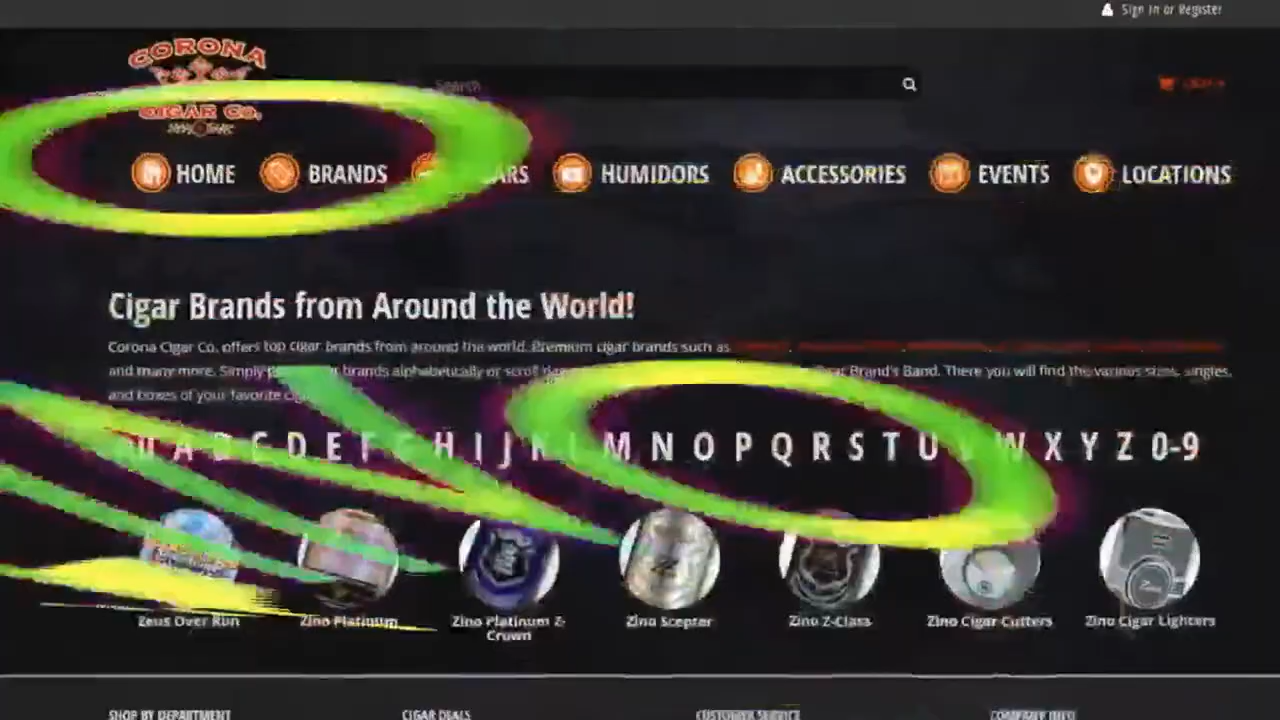 Sign in or Register
CORONA
CIGAR CO.
Search
HOME
BRANDS
HUMIDORS
ACCESSORIES
EVENTS
LOCATIONS
Cigar Brands from Around the World!
Corona Cigar Co. offers top cigar brands from around the world. Premium cigar brands such as
and many more. Simply brands alphabetically or scroll Brand's Band. There you will find the various sizes, singles,
and boxes of your favorite
A D E F H I J M N O P Q R S T U W X Y Z 0-9
Zeus Over Run
Zino Platinum
Zino Platinum Z-
Crown
Zino Scepter
Zino Z-Class
Zino Cigar Cutters
Zino Cigar Lighters
SHOP BY DEPARTMENT
CIGAR DEALS
CUSTOMER SERVICE
COMPANY INFO